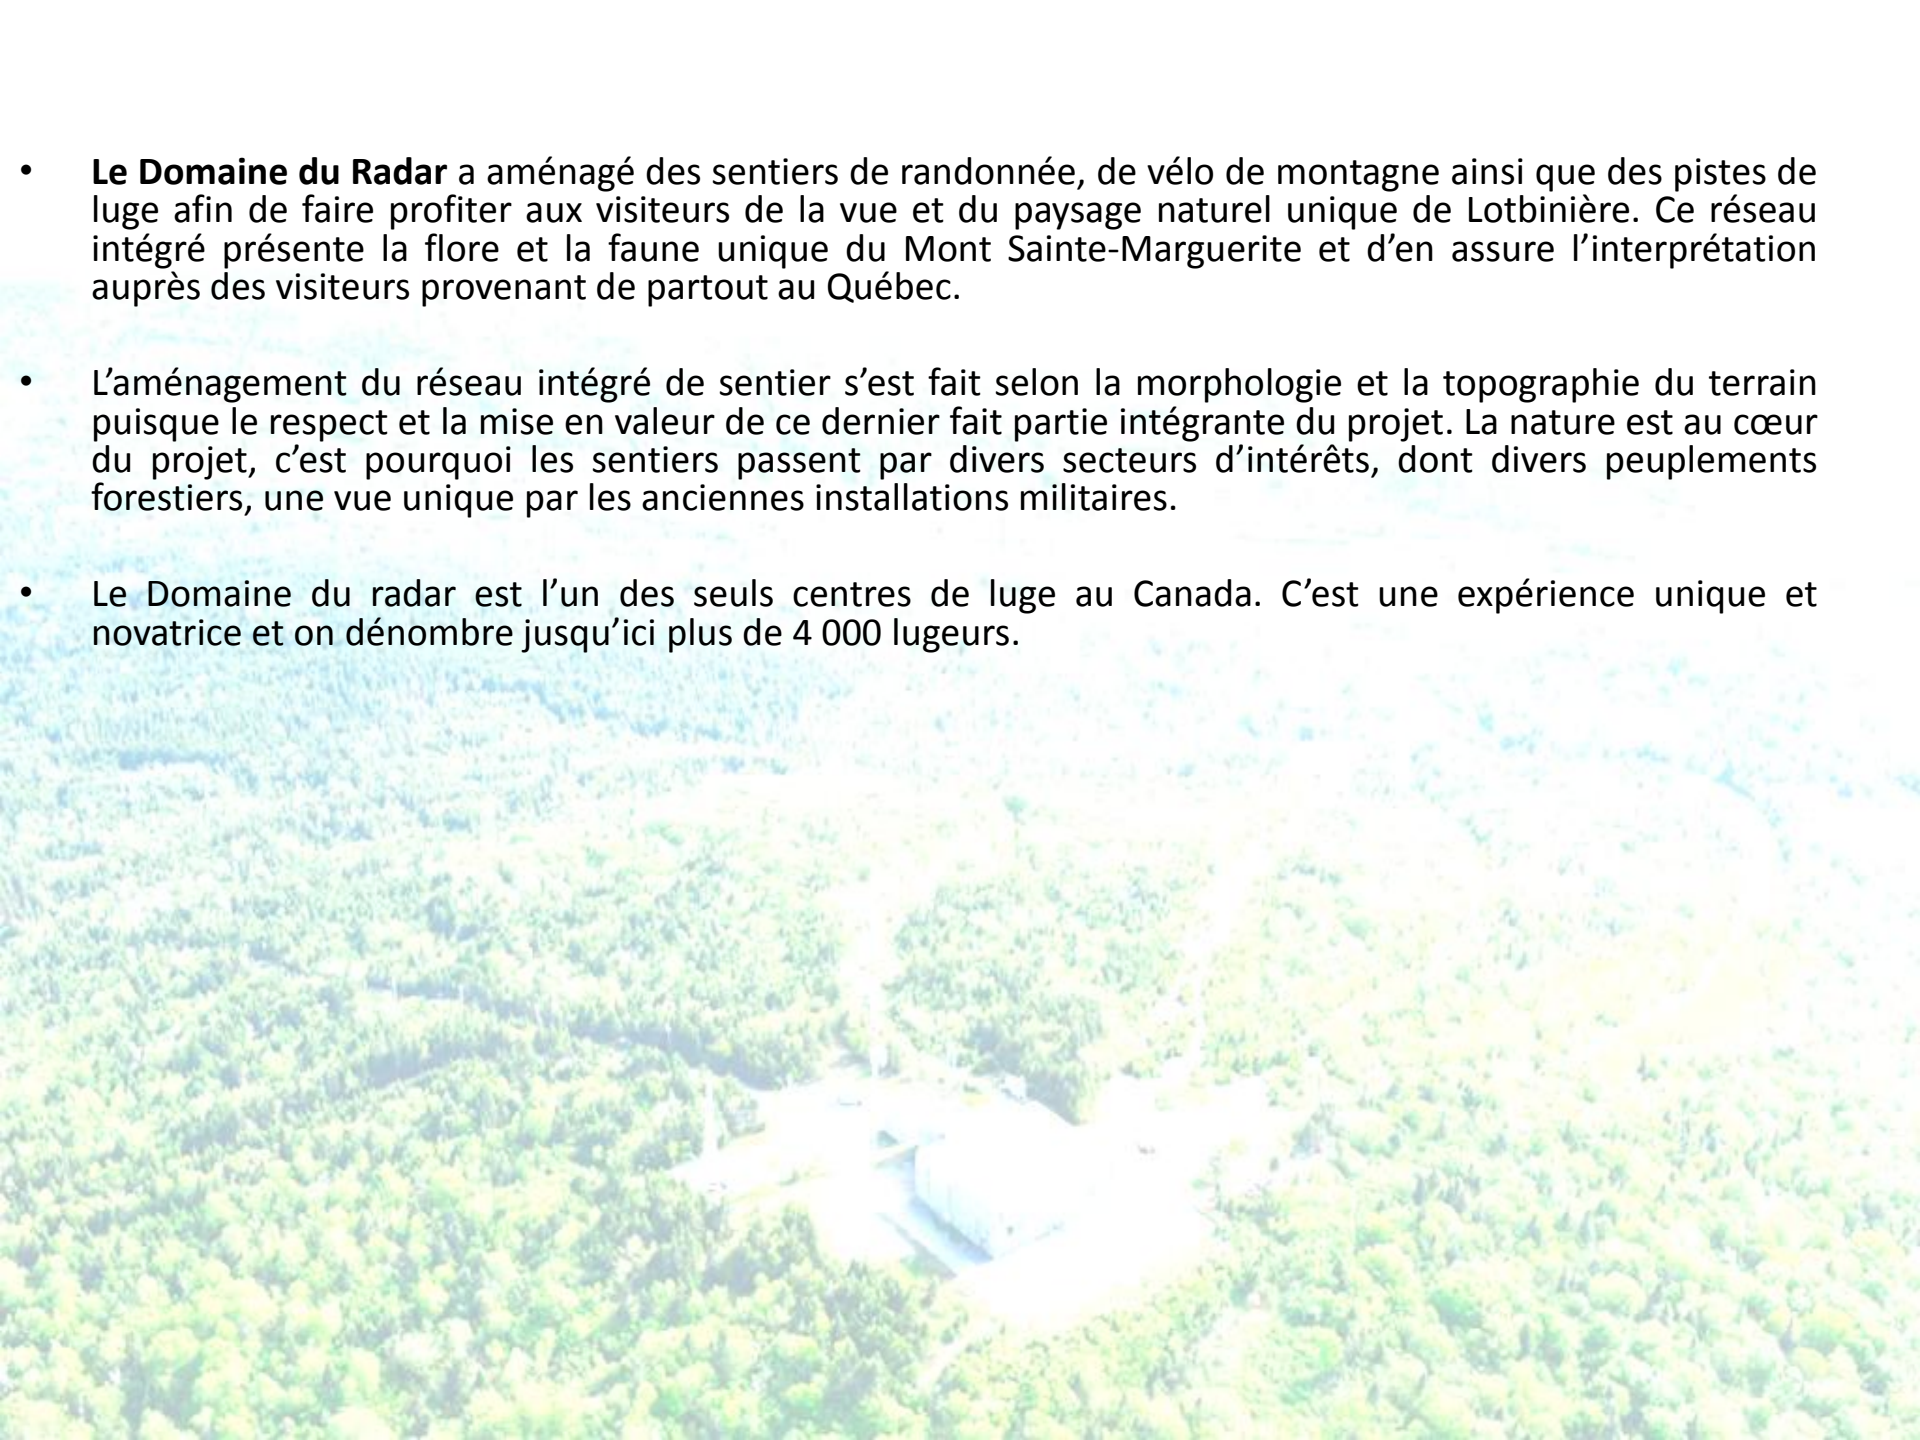 • Le Domaine du Radar a aménagé des sentiers de randonnée, de vélo de montagne ainsi que des pistes de
luge afin de faire profiter aux visiteurs de la vue et du paysage naturel unique de Lotbinière. Ce réseau
intégré présente la flore et la faune unique du Mont Sainte-Marguerite et d’en assure l’interprétation
auprès des visiteurs provenant de partout au Québec.
• L’aménagement du réseau intégré de sentier s’est fait selon la morphologie et la topographie du terrain
puisque le respect et la mise en valeur de ce dernier fait partie intégrante du projet. La nature est au cœur
du projet, c’est pourquoi les sentiers passent par divers secteurs d’intérêts, dont divers peuplements
forestiers, une vue unique par les anciennes installations militaires.
• Le Domaine du radar est l’un des seuls centres de luge au Canada. C’est une expérience unique et
novatrice et on dénombre jusqu’ici plus de 4 000 lugeurs.